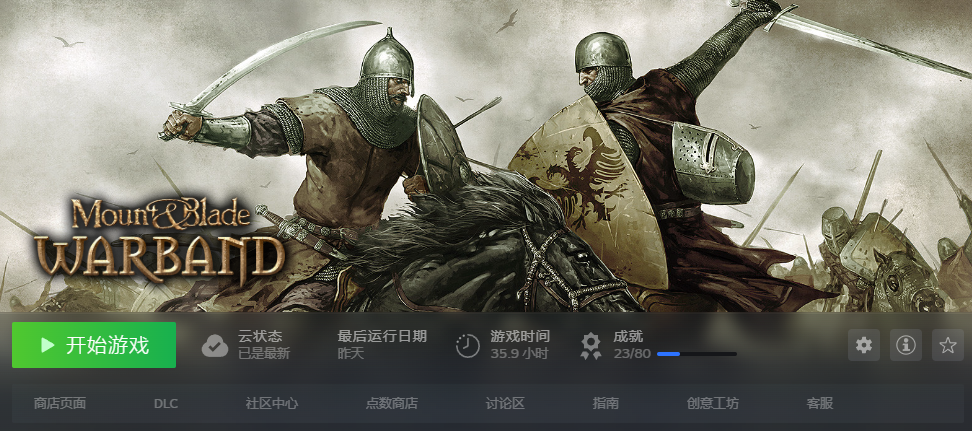 Mount & Blade
WARBAND
开始游戏
云状态
已是最新
最后运行日期
昨天
游戏时间
35.9 小时
成就
23/80
商店页面
DLC
社区中心
点数商店
讨论区
指南
创意工坊
客服